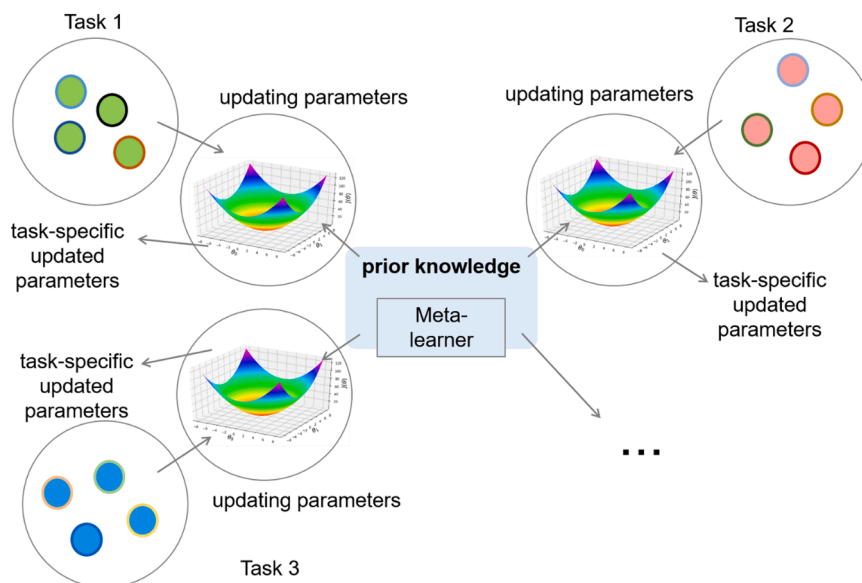 Task 1
Task 2
updating parameters
updating parameters
task-specific
updated
parameters
prior knowledge
Meta-
learner
task-specific
updated
parameters
task-specific
updated
parameters
...
updating parameters
Task 3